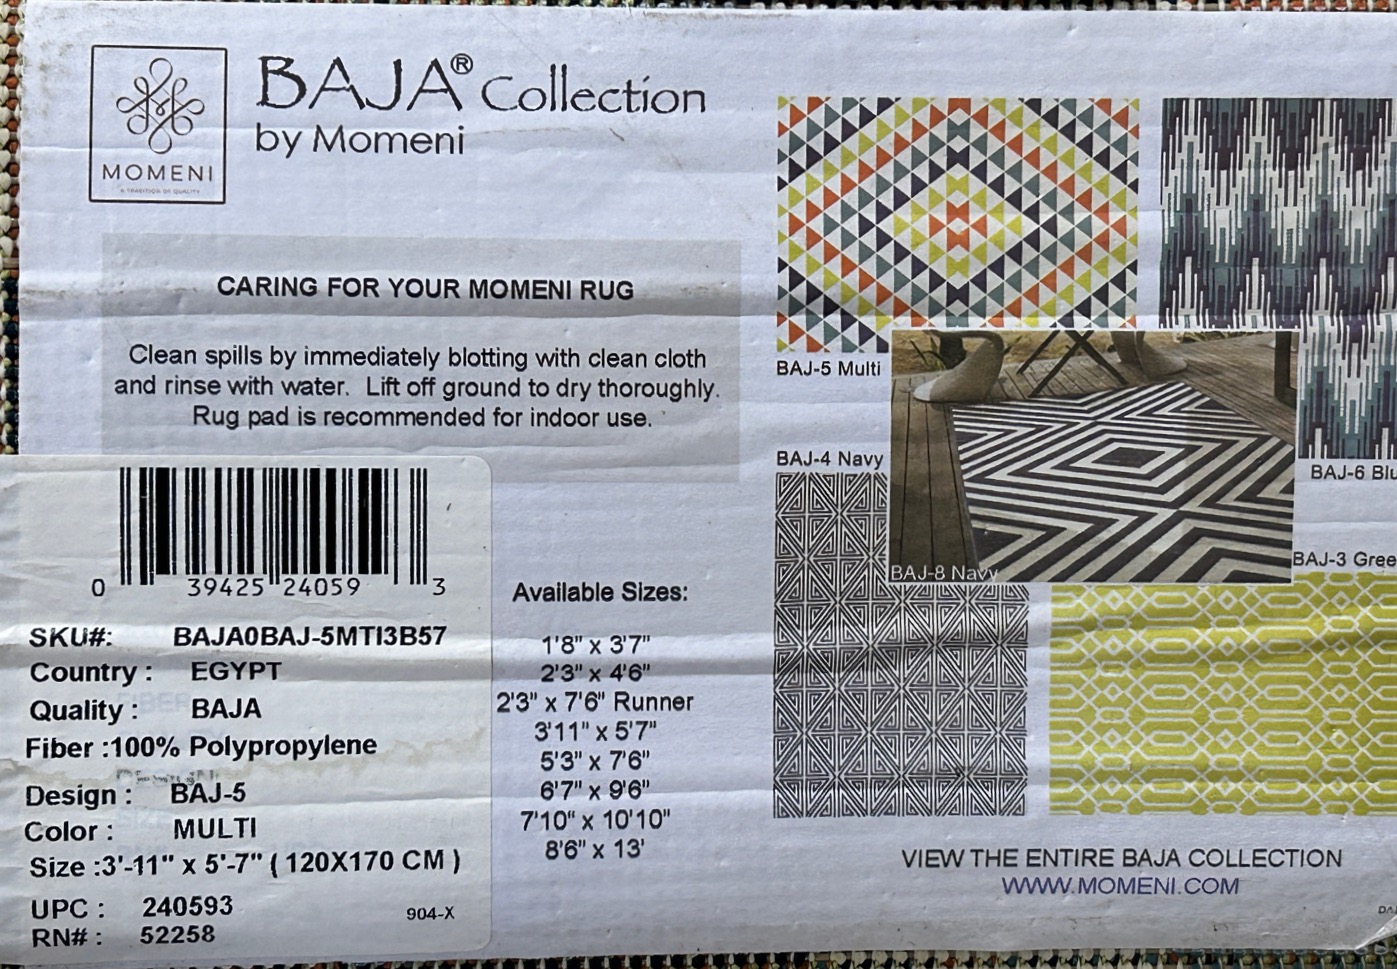 BAJA® Collection
by Momeni
MOMENI
A TRADITION OF QUALITY
CARING FOR YOUR MOMENI RUG
Clean spills by immediately blotting with clean cloth
and rinse with water. Lift off ground to dry thoroughly.
Rug pad is recommended for indoor use.
0 39425 24059 3
SKU#: BAJA0BAJ-5MTI3B57
Country : EGYPT
Quality : BAJA
Fiber :100% Polypropylene
Design : BAJ-5
Color : MULTI
Size :3'-11" x 5'-7" ( 120X170 CM )
UPC : 240593
904-X
RN# : 52258
Available Sizes:
1'8" x 3'7"
2'3" x 4'6"
2'3" x 7'6" Runner
3'11" x 5'7"
5'3" x 7'6"
6'7" x 9'6"
7'10" x 10'10"
8'6" x 13'
BAJ-5 Multi
BAJ-4 Navy
BAJ-6 Blu
BAJ-8 Navy
BAJ-3 Gree
VIEW THE ENTIRE BAJA COLLECTION
WWW.MOMENI.COM